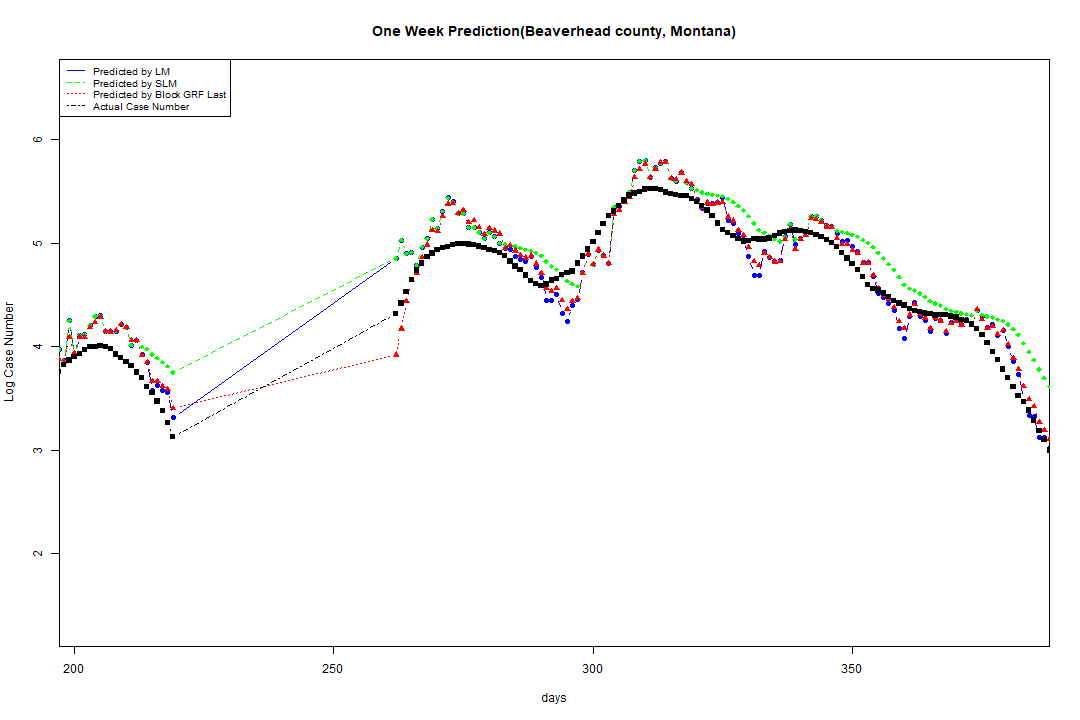 One Week Prediction(Beaverhead county, Montana)
Predicted by LM
Predicted by SLM
Predicted by Block GRF Last
Actual Case Number
6
5
4
3
2
Log Case Number
200 250 300 350
days